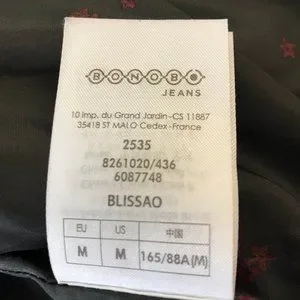 BONOBO
JEANS
10 Imp. du Grand Jardin-CS 11887
35418 ST MALO Cedex-France
2535
8261020/436
6087748
BLISSAO
EU US 中国
M M 165/88A(M)